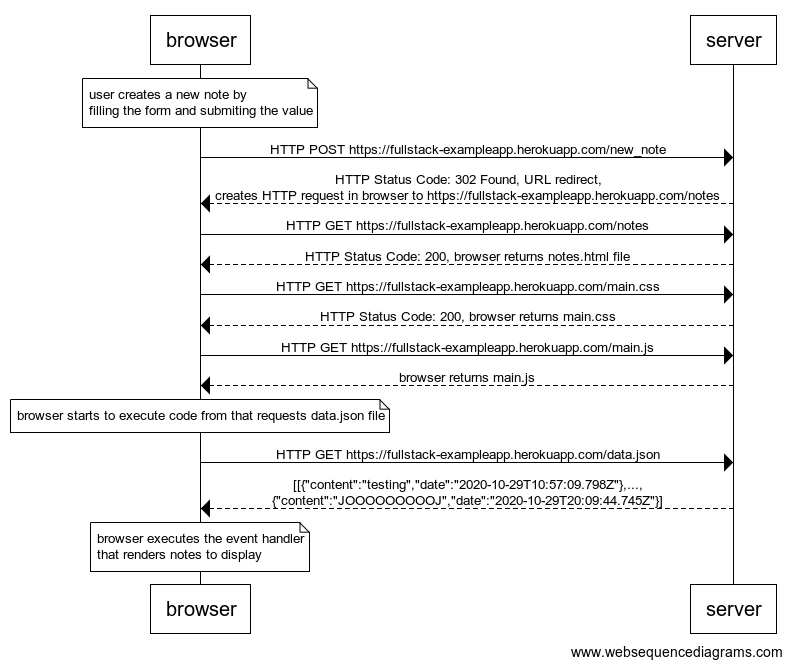 browser
server
user creates a new note by
filling the form and submiting the value
HTTP POST https://fullstack-exampleapp.herokuapp.com/new_note
HTTP Status Code: 302 Found, URL redirect,
creates HTTP request in browser to https://fullstack-exampleapp.herokuapp.com/notes
HTTP GET https://fullstack-exampleapp.herokuapp.com/notes
HTTP Status Code: 200, browser returns notes.html file
HTTP GET https://fullstack-exampleapp.herokuapp.com/main.css
HTTP Status Code: 200, browser returns main.css
HTTP GET https://fullstack-exampleapp.herokuapp.com/main.js
browser returns main.js
browser starts to execute code from that requests data.json file
HTTP GET https://fullstack-exampleapp.herokuapp.com/data.json
[[{"content":"testing","date":"2020-10-29T10:57:09.798Z"},...,
{"content":"JOOOOOOOOOJ","date":"2020-10-29T20:09:44.745Z"}]
browser executes the event handler
that renders notes to display
browser
server
www.websequencediagrams.com